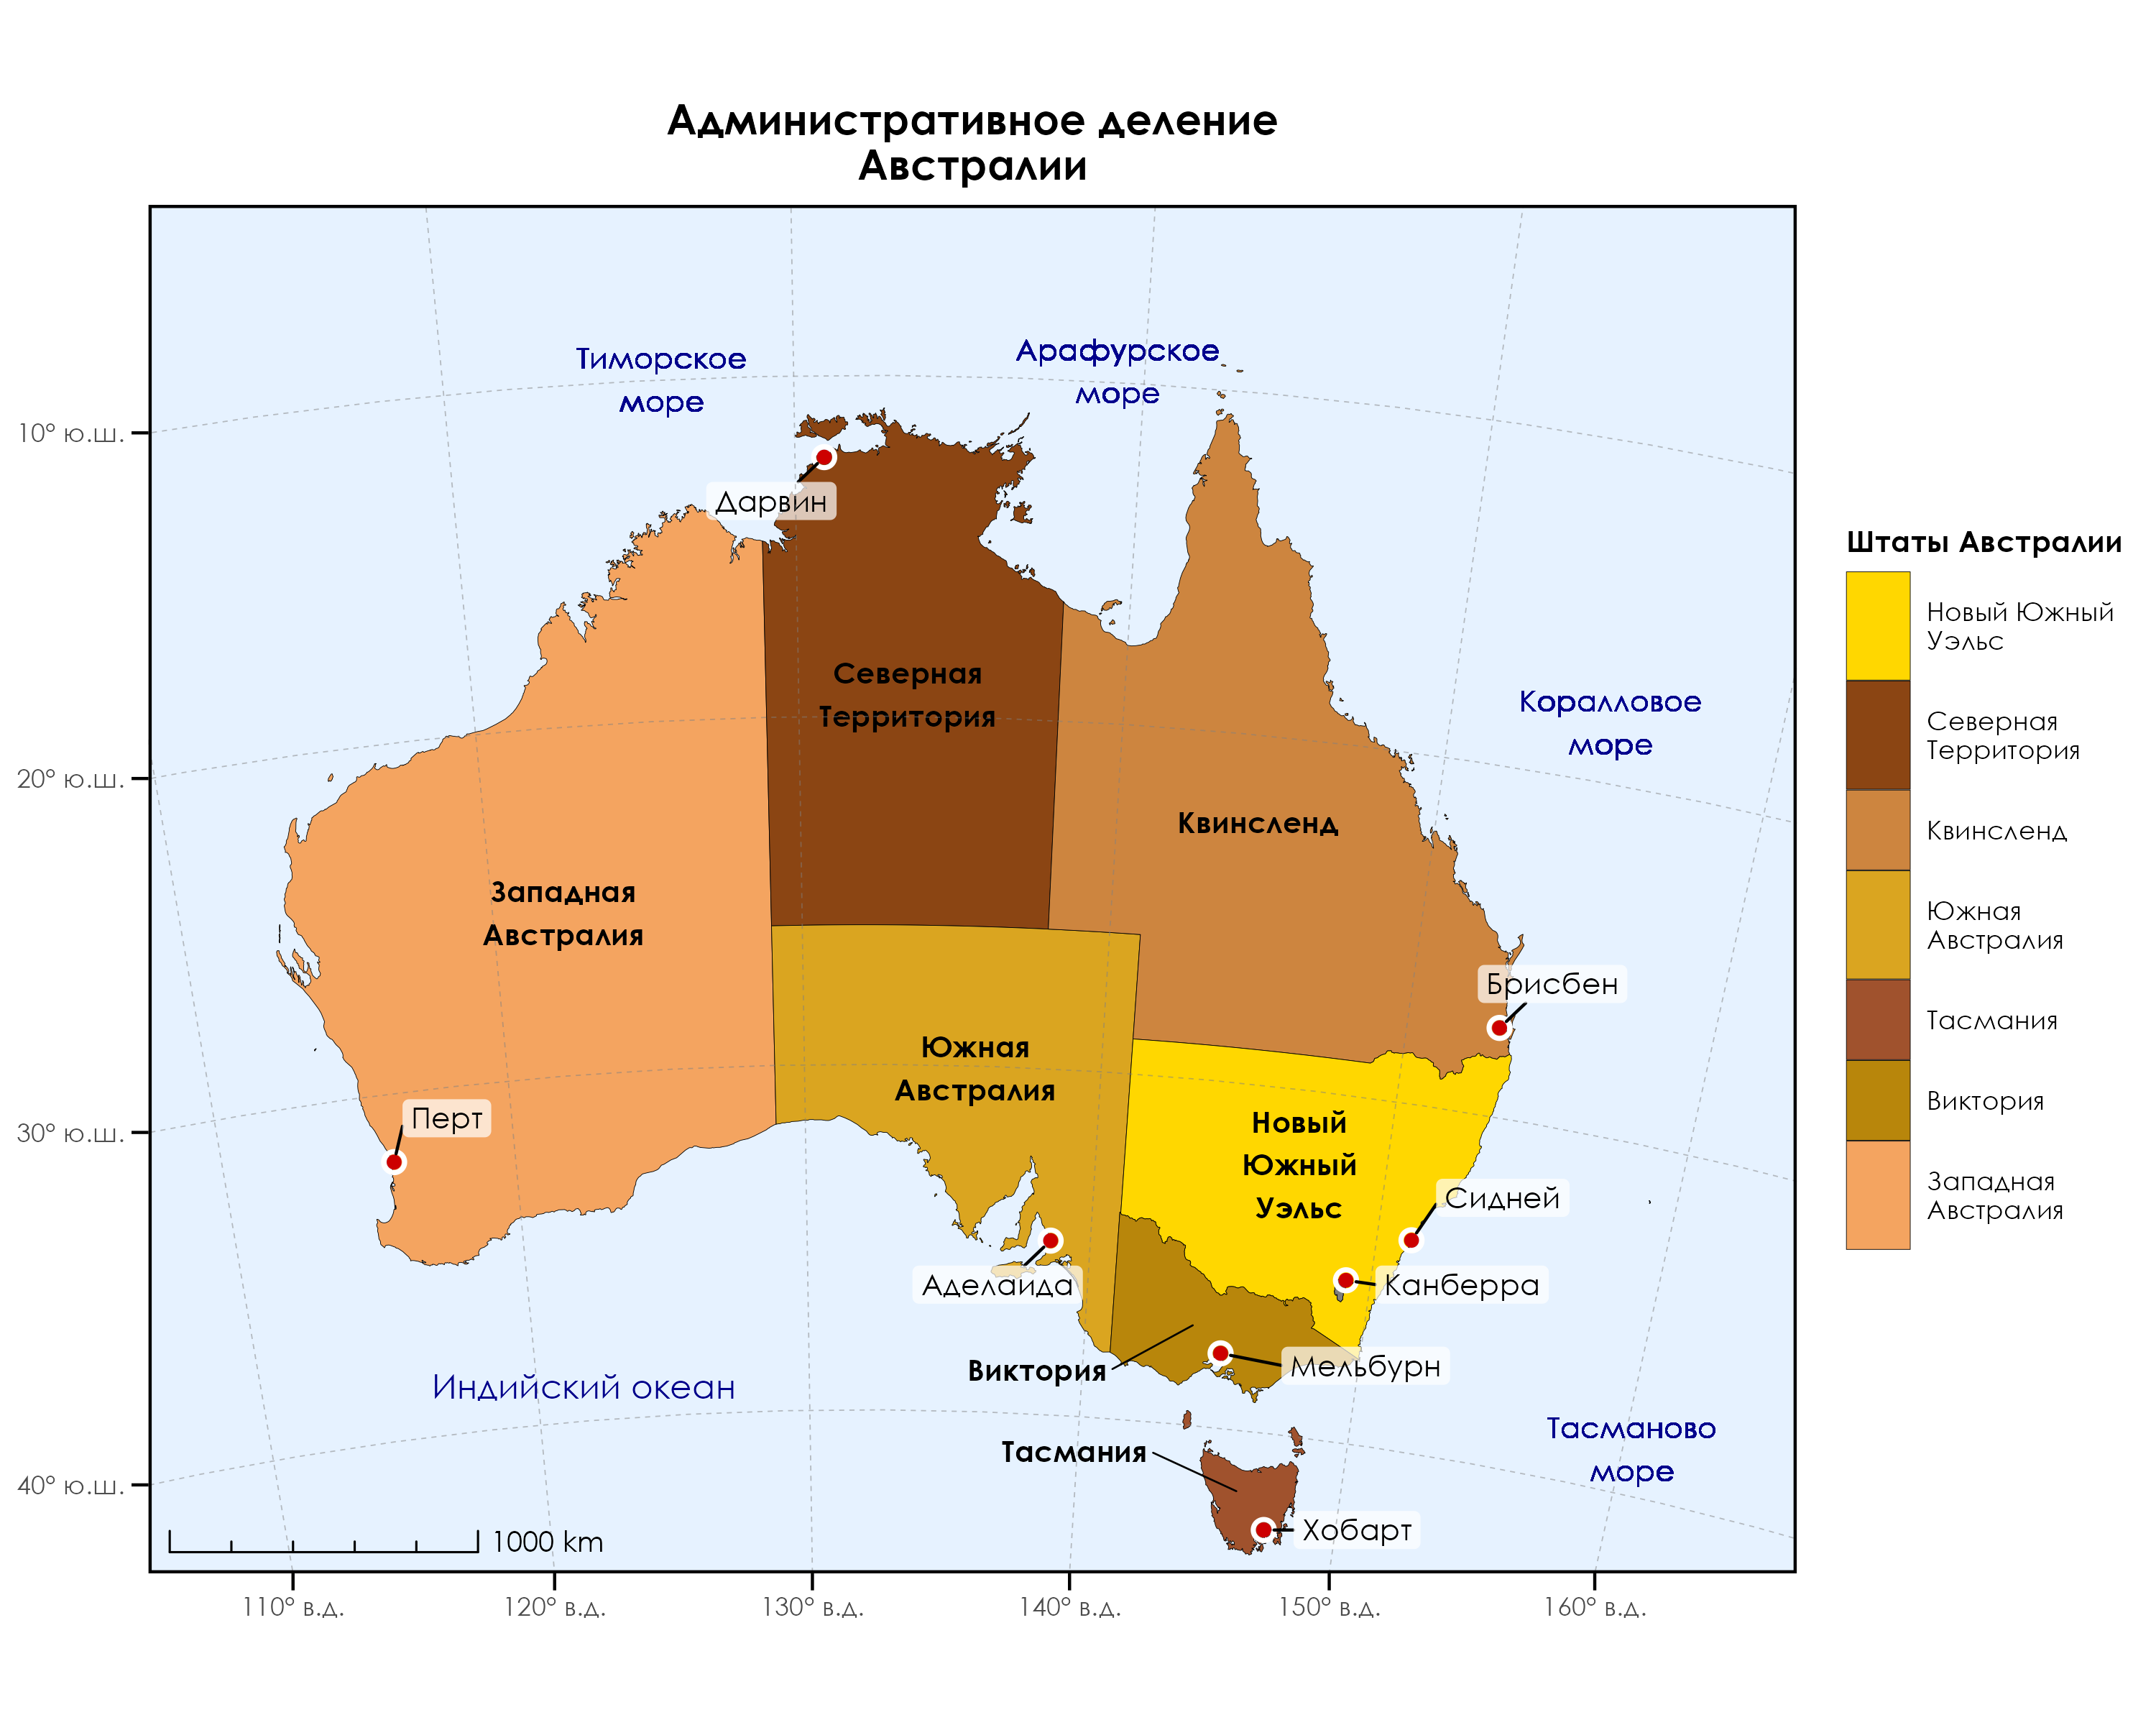 Административное деление
Австралии
Тиморское
море
Арафурское
море
10° ю.ш.
Дарвин
Штаты Австралии
Новый Южный
Уэльс
Северная
Территория
Квинсленд
Южная
Австралия
Тасмания
Виктория
Западная
Австралия
Северная
Территория
Коралловое
море
20° ю.ш.
Квинсленд
Западная
Австралия
Брисбен
Южная
Австралия
Перт
30° ю.ш.
Новый
Южный
Уэльс
Сидней
Аделаида
Канберра
Виктория
Мельбурн
Индийский океан
Тасманово
море
Тасмания
40° ю.ш.
Хобарт
1000 km
110° в.д.
120° в.д.
130° в.д.
140° в.д.
150° в.д.
160° в.д.